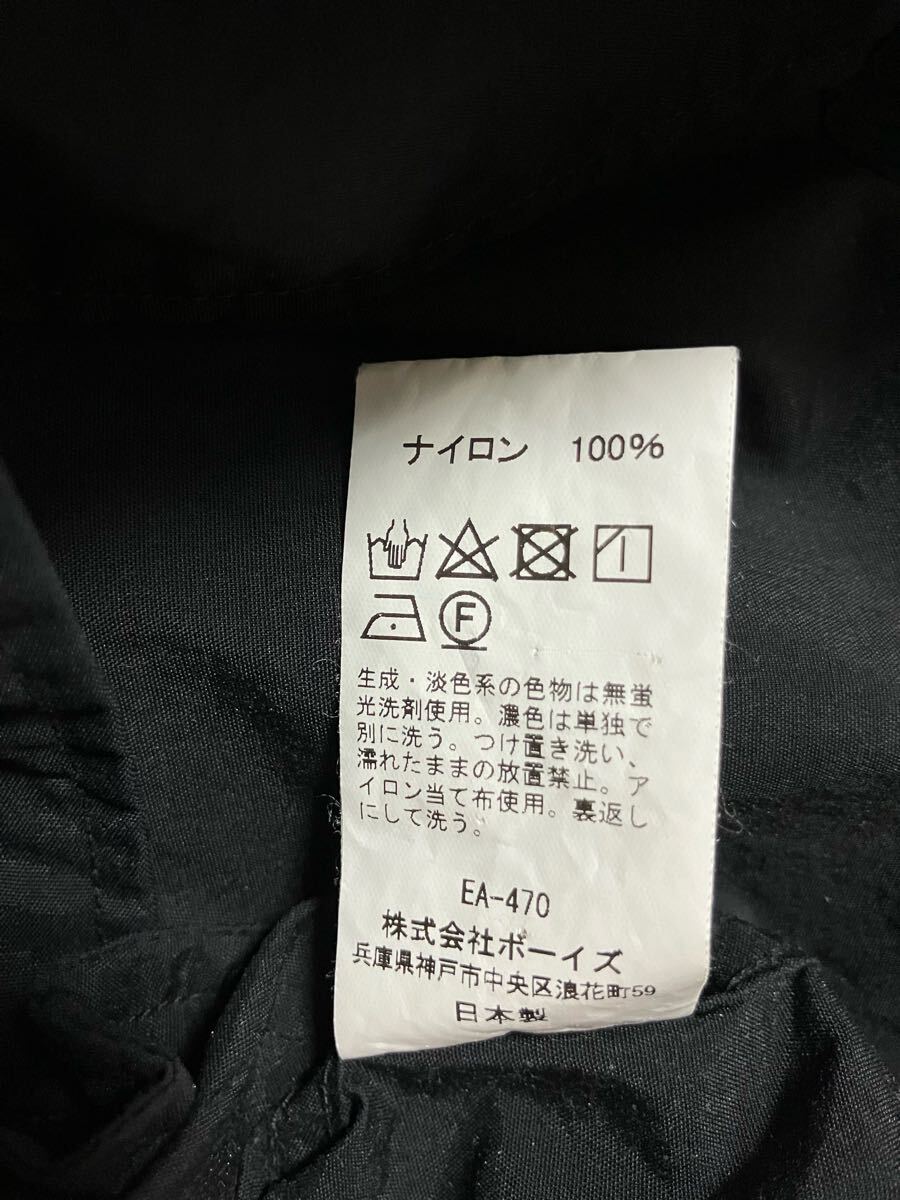 ナイロン 100%
F
生成・淡色系の色物は無蛍
光洗剤使用。濃色は単独で
別に洗う。つけ置き洗い、
濡れたままの放置禁止。ア
イロン当て布使用。裏返し
にして洗う。
EA-470
株式会社ボーイズ
兵庫県神戸市中央区浪花町59
日本製